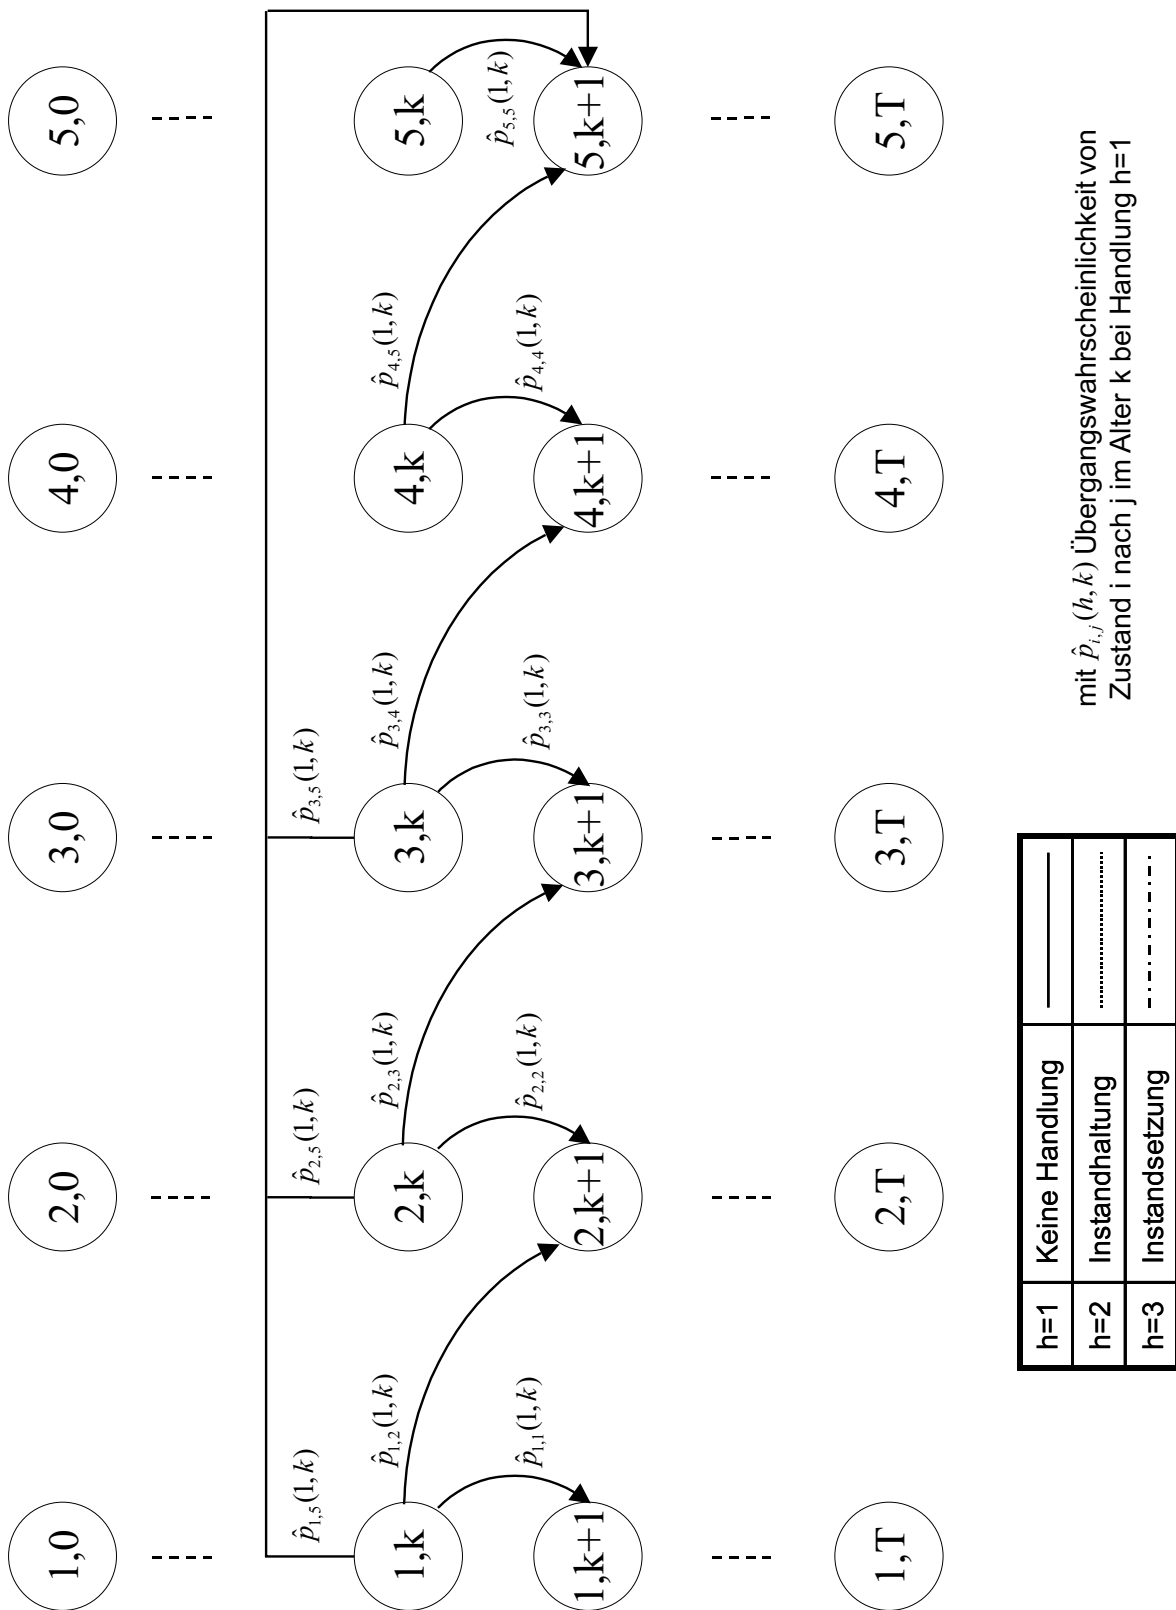 1,0
2,0
3,0
4,0
5,0
p̂1,5(1,k)
p̂2,5(1,k)
p̂3,5(1,k)
p̂1,2(1,k)
p̂2,3(1,k)
p̂3,4(1,k)
p̂4,5(1,k)
1,k
2,k
3,k
4,k
5,k
p̂1,1(1,k)
p̂2,2(1,k)
p̂3,3(1,k)
p̂4,4(1,k)
p̂5,5(1,k)
1,k+1
2,k+1
3,k+1
4,k+1
5,k+1
1,T
2,T
3,T
4,T
5,T
h=1 Keine Handlung
h=2 Instandhaltung
h=3 Instandsetzung
mit p̂i,j(h,k) Übergangswahrscheinlichkeit von
Zustand i nach j im Alter k bei Handlung h=1